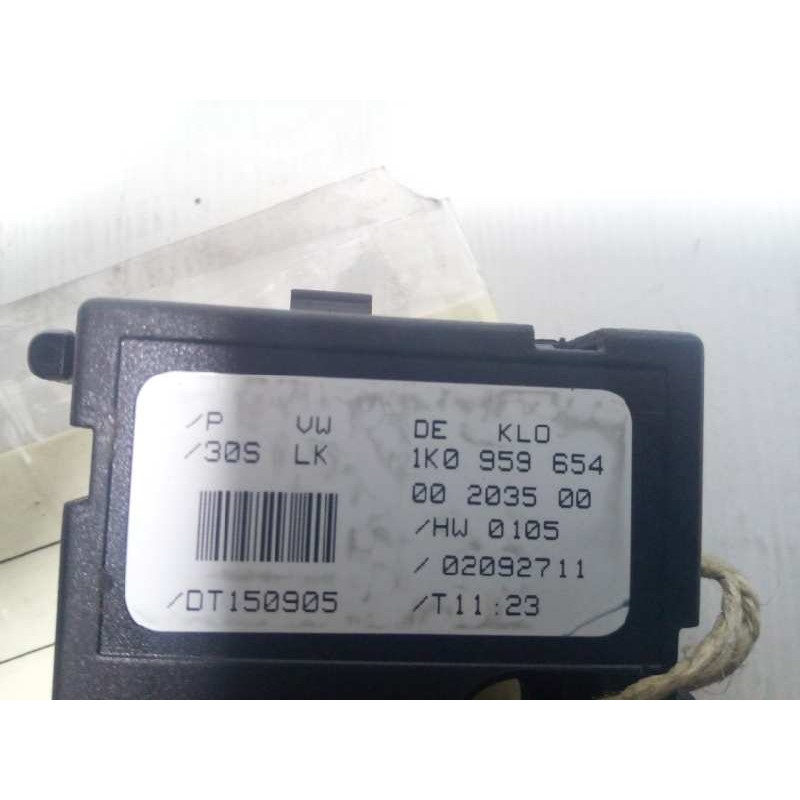 /P VW DE KLO
/30S LK 1K0 959 654
00 2035 00
/HW 0105
/02092711
/DT150905 /T11:23